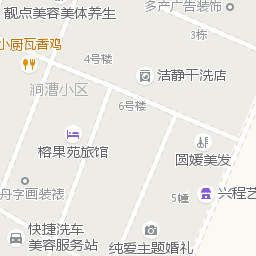 靓点美容美体养生
多产广告装饰
3栋
小厨瓦香鸡
4号楼
洁静干洗店
涧漕小区
6号楼
榕果苑旅馆
圆媛美发
丹字画装裱
5幢
兴程艺
快捷洗车
美容服务站
纯爱主题婚礼